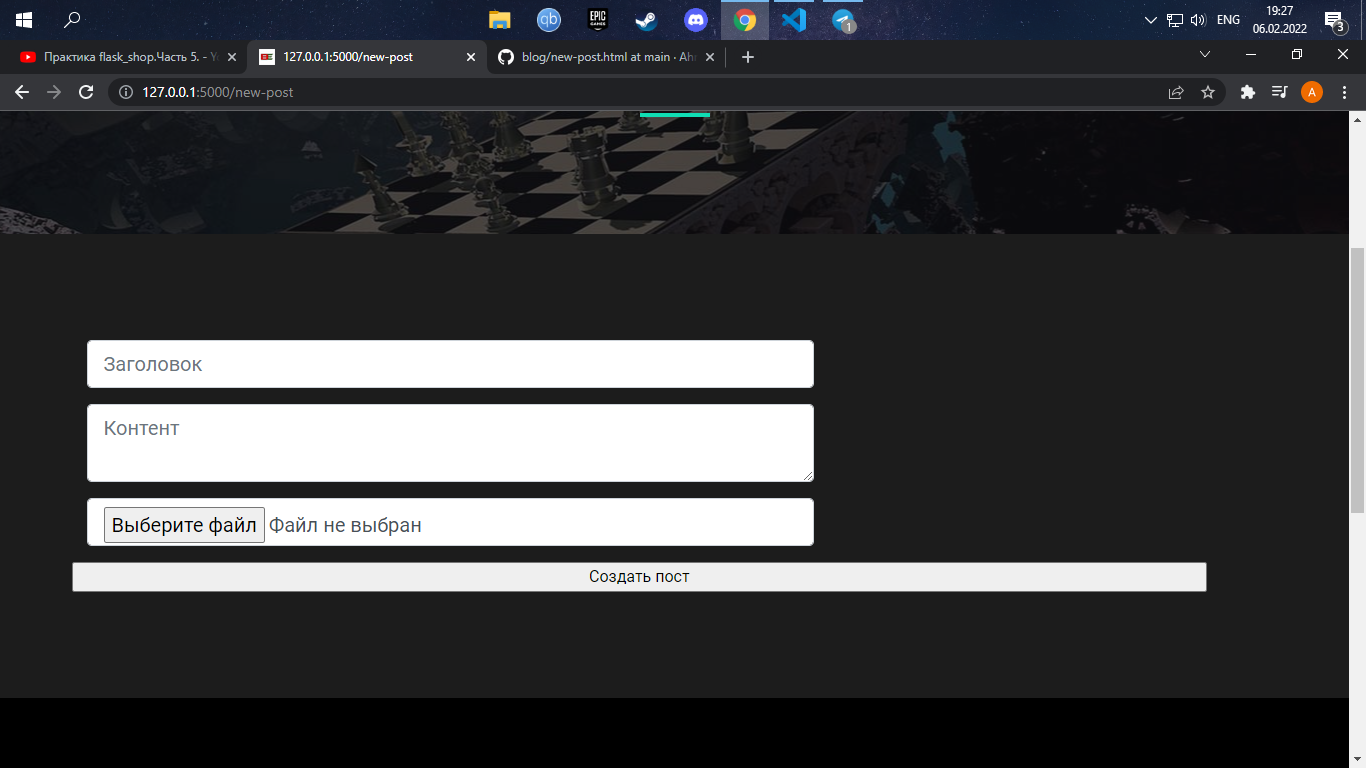 qb
EPIC
GAMES
1
ENG
19:27
06.02.2022
3
Практика flask_shop.Часть 5. - Y
127.0.0.1:5000/new-post
blog/new-post.html at main · Ah
127.0.0.1:5000/new-post
A
Заголовок
Контент
Выберите файл Файл не выбран
Создать пост